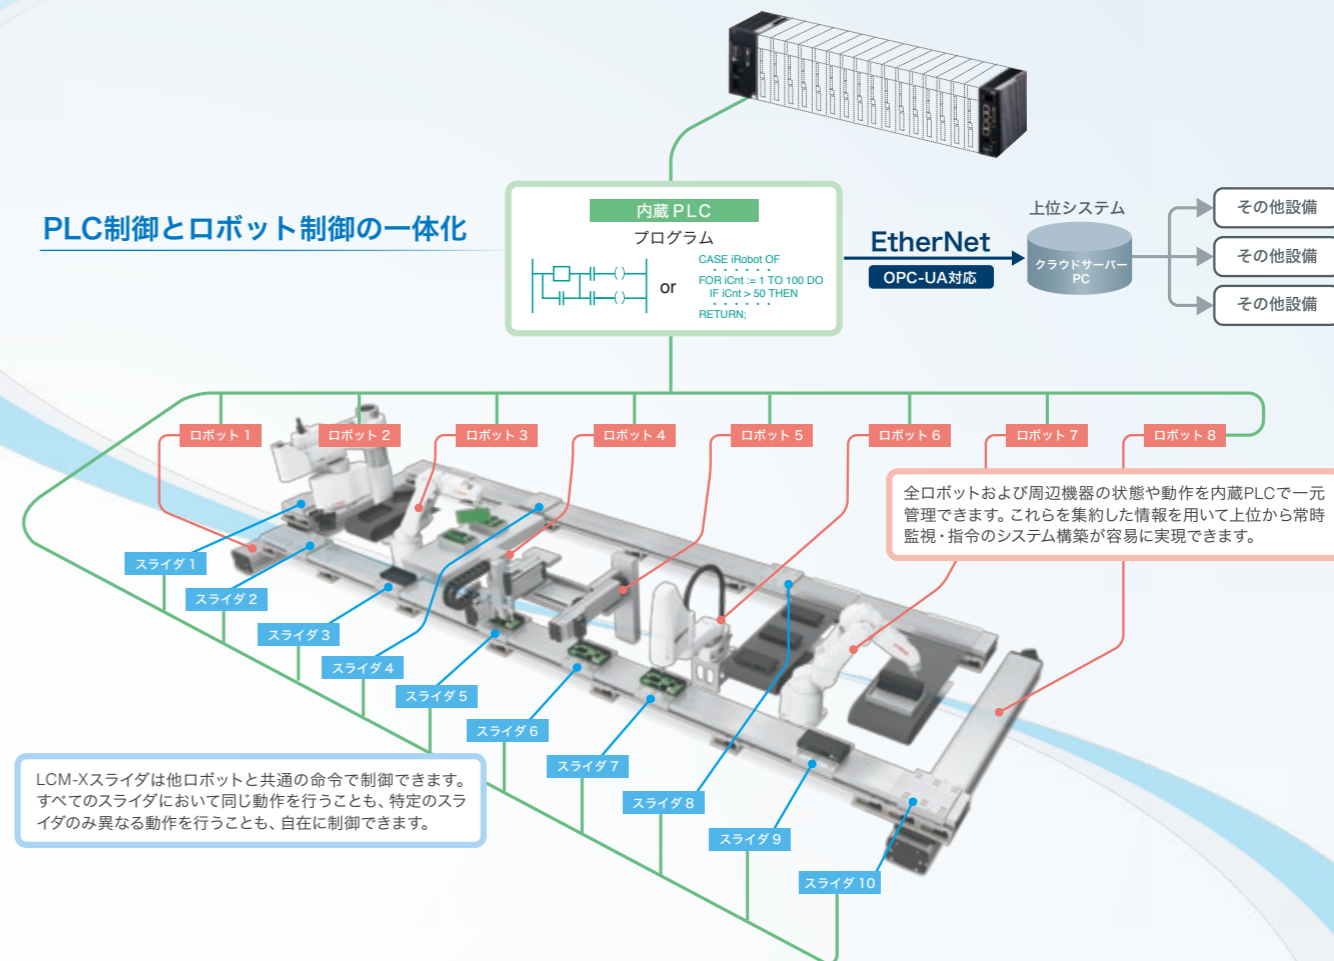 PLC制御とロボット制御の一体化
内蔵PLC
プログラム
or
CASE iRobot OF
・・・・・・
FOR iCnt := 1 TO 100 DO
IF iCnt > 50 THEN
・・・・・・
RETURN;
EtherNet
OPC-UA対応
上位システム
クラウドサーバー
PC
その他設備
その他設備
その他設備
ロボット 1
ロボット 2
ロボット 3
ロボット 4
ロボット 5
ロボット 6
ロボット 7
ロボット 8
全ロボットおよび周辺機器の状態や動作を内蔵PLCで一元
管理できます。これらを集約した情報を用いて上位から常時
監視・指令のシステム構築が容易に実現できます。
スライダ 1
スライダ 2
スライダ 3
スライダ 4
スライダ 5
スライダ 6
スライダ 7
スライダ 8
スライダ 9
スライダ 10
LCM-Xスライダは他ロボットと共通の命令で制御できます。
すべてのスライダにおいて同じ動作を行うことも、特定のスラ
イダのみ異なる動作を行うことも、自在に制御できます。